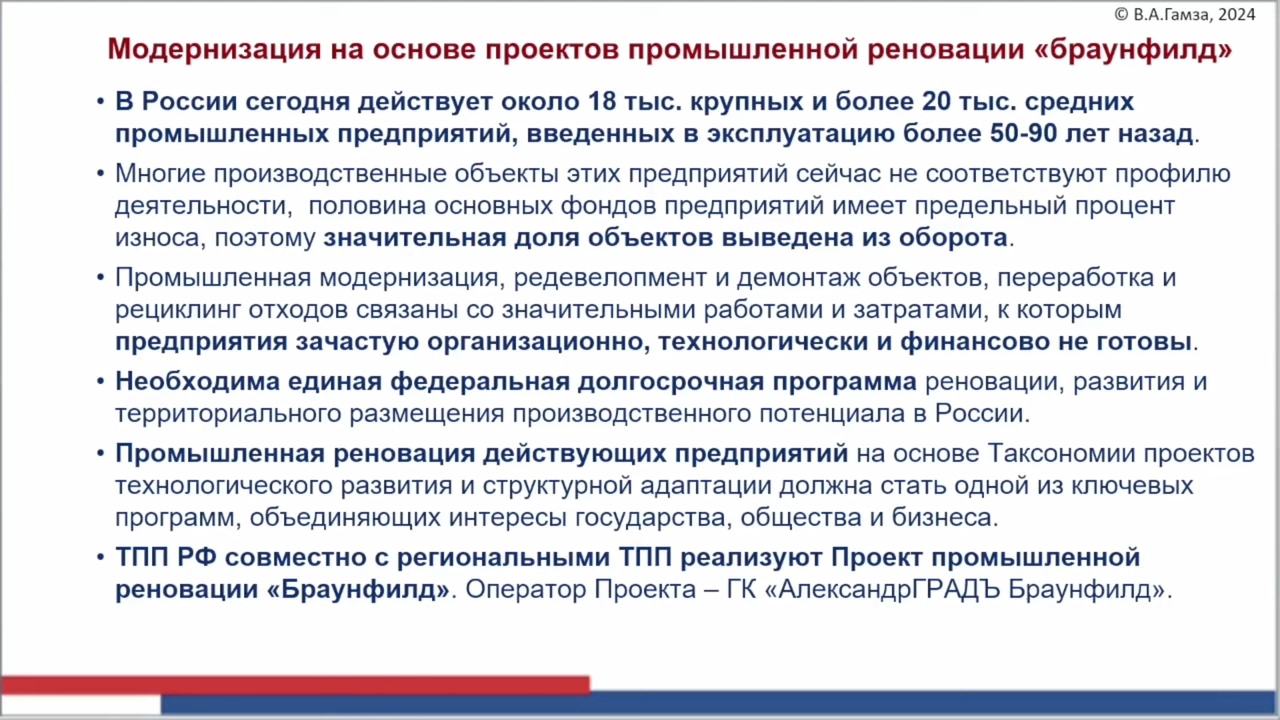 © В.А.Гамза, 2024
Модернизация на основе проектов промышленной реновации «браунфилд»
• В России сегодня действует около 18 тыс. крупных и более 20 тыс. средних
промышленных предприятий, введенных в эксплуатацию более 50-90 лет назад.
• Многие производственные объекты этих предприятий сейчас не соответствуют профилю
деятельности, половина основных фондов предприятий имеет предельный процент
износа, поэтому значительная доля объектов выведена из оборота.
• Промышленная модернизация, редевелопмент и демонтаж объектов, переработка и
рециклинг отходов связаны со значительными работами и затратами, к которым
предприятия зачастую организационно, технологически и финансово не готовы.
• Необходима единая федеральная долгосрочная программа реновации, развития и
территориального размещения производственного потенциала в России.
• Промышленная реновация действующих предприятий на основе Таксономии проектов
технологического развития и структурной адаптации должна стать одной из ключевых
программ, объединяющих интересы государства, общества и бизнеса.
• ТПП РФ совместно с региональными ТПП реализуют Проект промышленной
реновации «Браунфилд». Оператор Проекта – ГК «АлександрГРАДЪ Браунфилд».